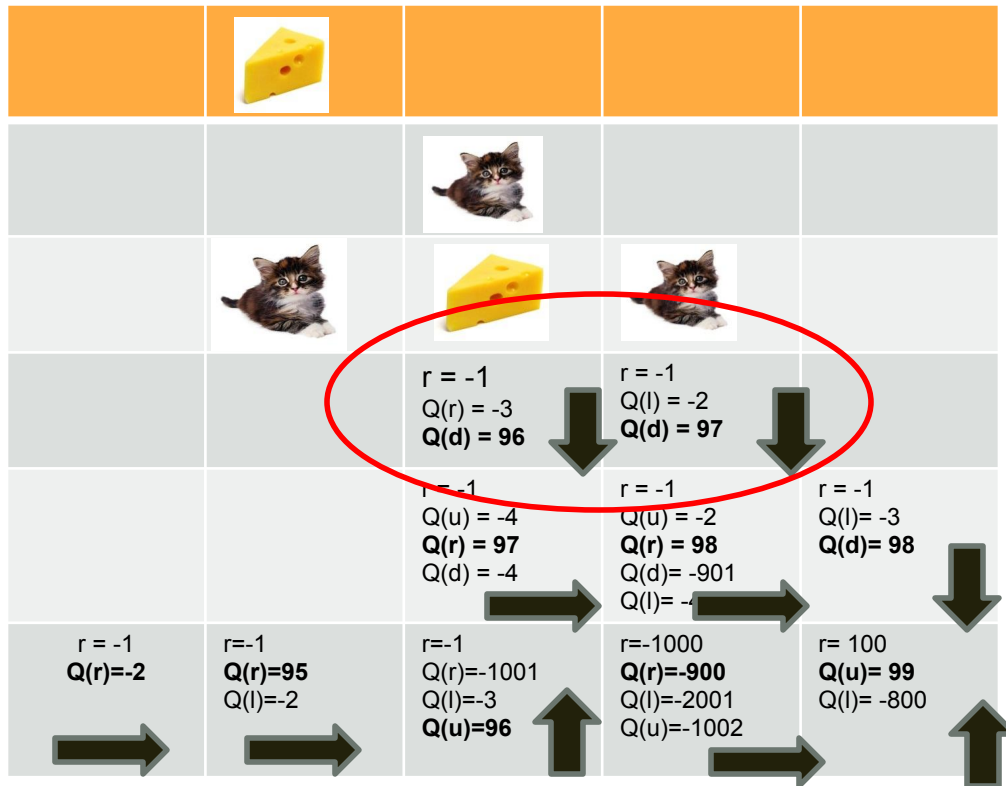 r = -1
Q(r) = -3
Q(d) = 96
r = -1
Q(l) = -2
Q(d) = 97
r = -1
Q(u) = -4
Q(r) = 97
Q(d) = -4
r = -1
Q(u) = -2
Q(r) = 98
Q(d)= -901
Q(l)=
r = -1
Q(l)= -3
Q(d)= 98
r = -1
Q(r)=-2
r=-1
Q(r)=95
Q(l)=-2
r=-1
Q(r)=-1001
Q(l)=-3
Q(u)=96
r=-1000
Q(r)=-900
Q(l)=-2001
Q(u)=-1002
r= 100
Q(u)= 99
Q(l)= -800